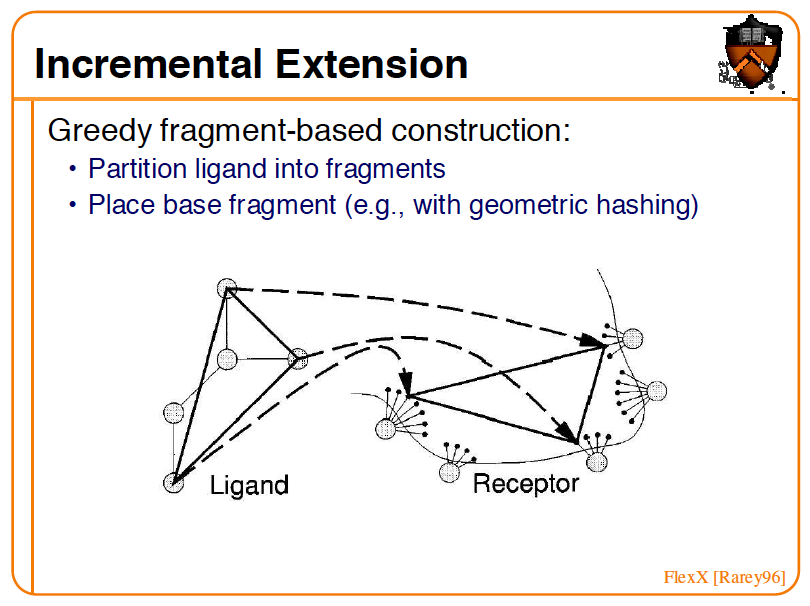 Incremental Extension
Greedy fragment-based construction:
• Partition ligand into fragments
• Place base fragment (e.g., with geometric hashing)
Ligand
Receptor
FlexX [Rarey96]